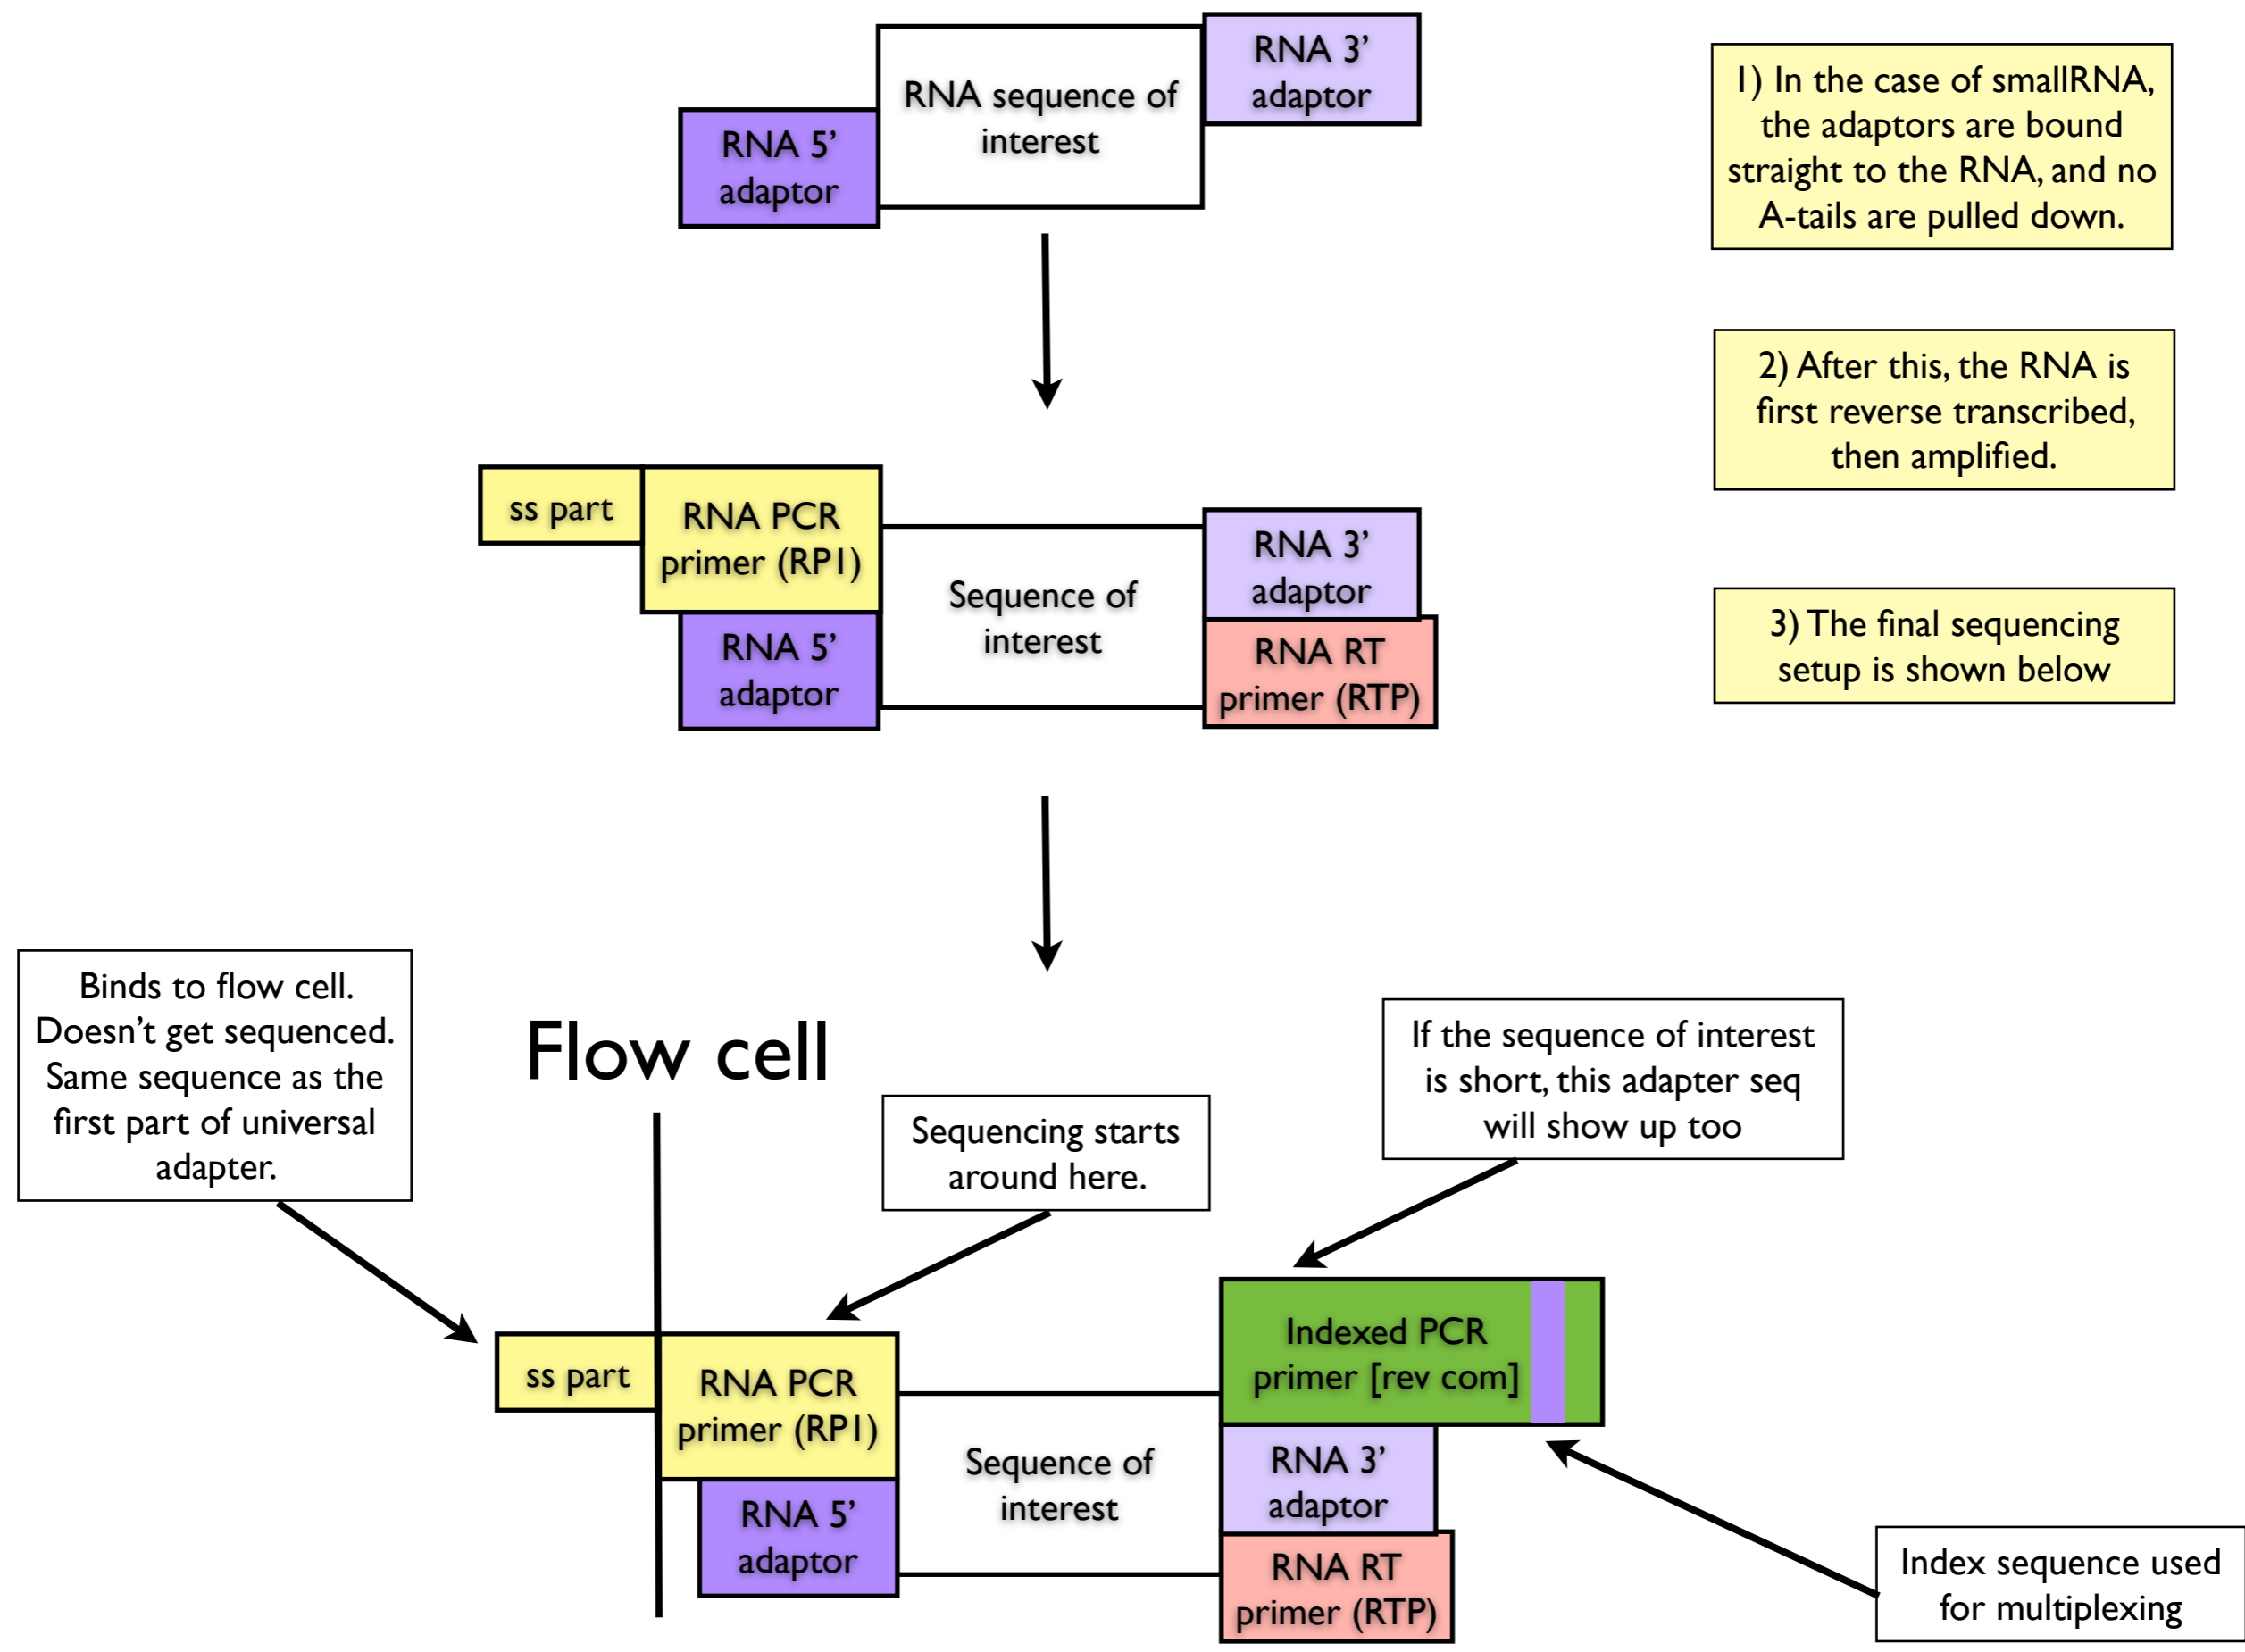 RNA 3’
adaptor
RNA sequence of
interest
RNA 5’
adaptor
1) In the case of smallRNA,
the adaptors are bound
straight to the RNA, and no
A-tails are pulled down.
2) After this, the RNA is
first reverse transcribed,
then amplified.
ss part
RNA PCR
primer (RP1)
RNA 5’
adaptor
Sequence of
interest
RNA 3’
adaptor
RNA RT
primer (RTP)
3) The final sequencing
setup is shown below
Binds to flow cell.
Doesn’t get sequenced.
Same sequence as the
first part of universal
adapter.
Flow cell
Sequencing starts
around here.
If the sequence of interest
is short, this adapter seq
will show up too
ss part
RNA PCR
primer (RP1)
RNA 5’
adaptor
Sequence of
interest
Indexed PCR
primer [rev com]
RNA 3’
adaptor
RNA RT
primer (RTP)
Index sequence used
for multiplexing